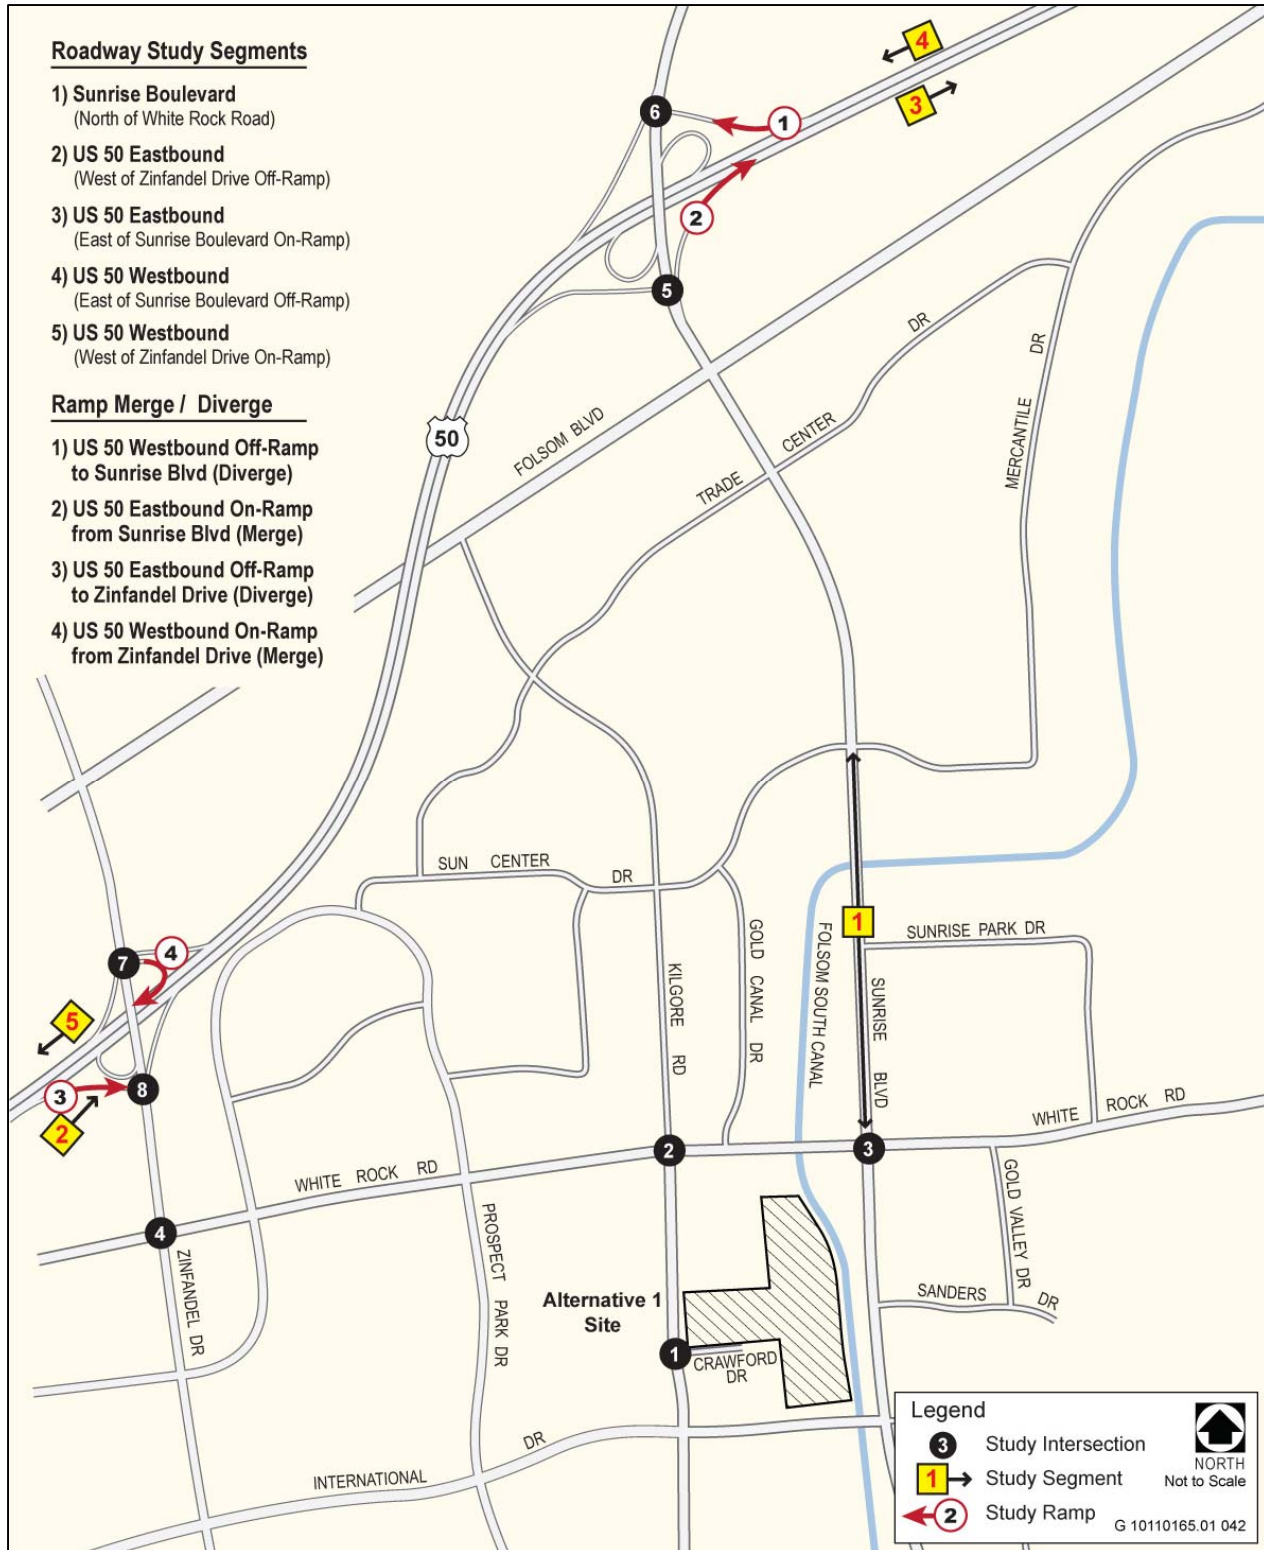 Roadway Study Segments
1) Sunrise Boulevard
(North of White Rock Road)
2) US 50 Eastbound
(West of Zinfandel Drive Off-Ramp)
3) US 50 Eastbound
(East of Sunrise Boulevard On-Ramp)
4) US 50 Westbound
(East of Sunrise Boulevard Off-Ramp)
5) US 50 Westbound
(West of Zinfandel Drive On-Ramp)
Ramp Merge / Diverge
1) US 50 Westbound Off-Ramp
to Sunrise Blvd (Diverge)
2) US 50 Eastbound On-Ramp
from Sunrise Blvd (Merge)
3) US 50 Eastbound Off-Ramp
to Zinfandel Drive (Diverge)
4) US 50 Westbound On-Ramp
from Zinfandel Drive (Merge)
4
3
6
1
2
5
50
FOLSOM BLVD
TRADE CENTER DR
MERCANTILE DR
SUN CENTER DR
GOLD CANAL DR
KILGORE RD
FOLSOM SOUTH CANAL
1
SUNRISE BLVD
SUNRISE PARK DR
7
4
5
3
8
2
WHITE ROCK RD
2
3
WHITE ROCK RD
4
ZINFANDEL DR
PROSPECT PARK DR
GOLD VALLEY DR
SANDERS DR
Alternative 1
Site
1
CRAWFORD
DR
INTERNATIONAL DR
Legend
3 Study Intersection
1 Study Segment
2 Study Ramp
NORTH
Not to Scale
G 10110165.01 042